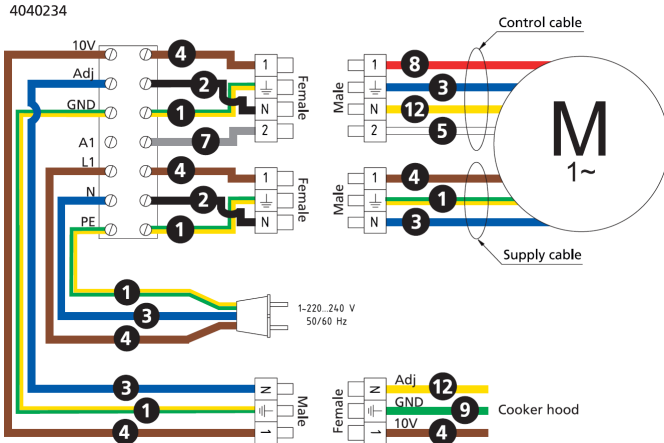 4040234
Control cable
10V
4
1
1
8
Adj
2
Female
Male
3
GND
1
N
N
12
M
A1
7
2
2
5
1~
L1
4
1
1
4
N
2
Female
Male
1
PE
1
N
N
3
Supply cable
1
3
1~220...240 V
50/60 Hz
4
3
N
N
Adj
12
1
Male
Female
GND
9
Cooker hood
4
1
1
10V
4